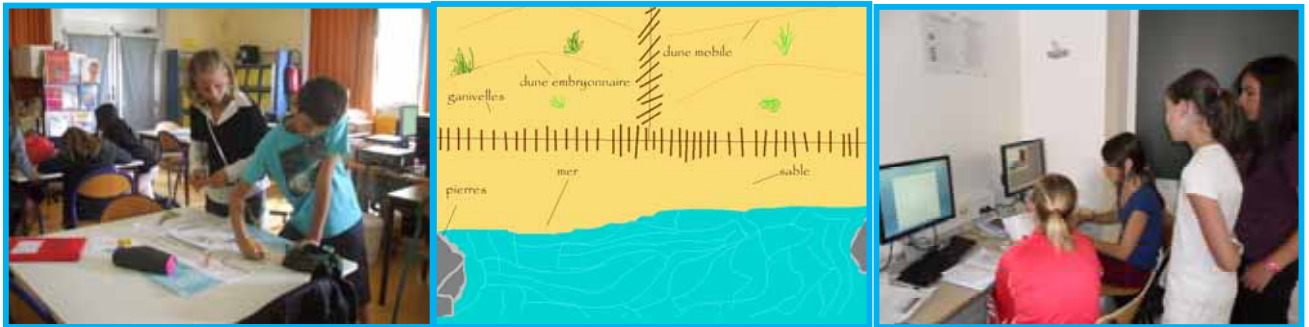 dune mobile
dune embryonnaire
ganivelles
mer
sable
pierres